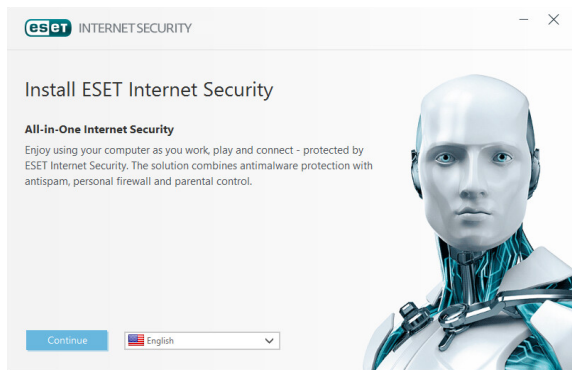 eset INTERNET SECURITY
Install ESET Internet Security
All-in-One Internet Security
Enjoy using your computer as you work, play and connect - protected by
ESET Internet Security. The solution combines antimalware protection with
antispam, personal firewall and parental control.
Continue
English